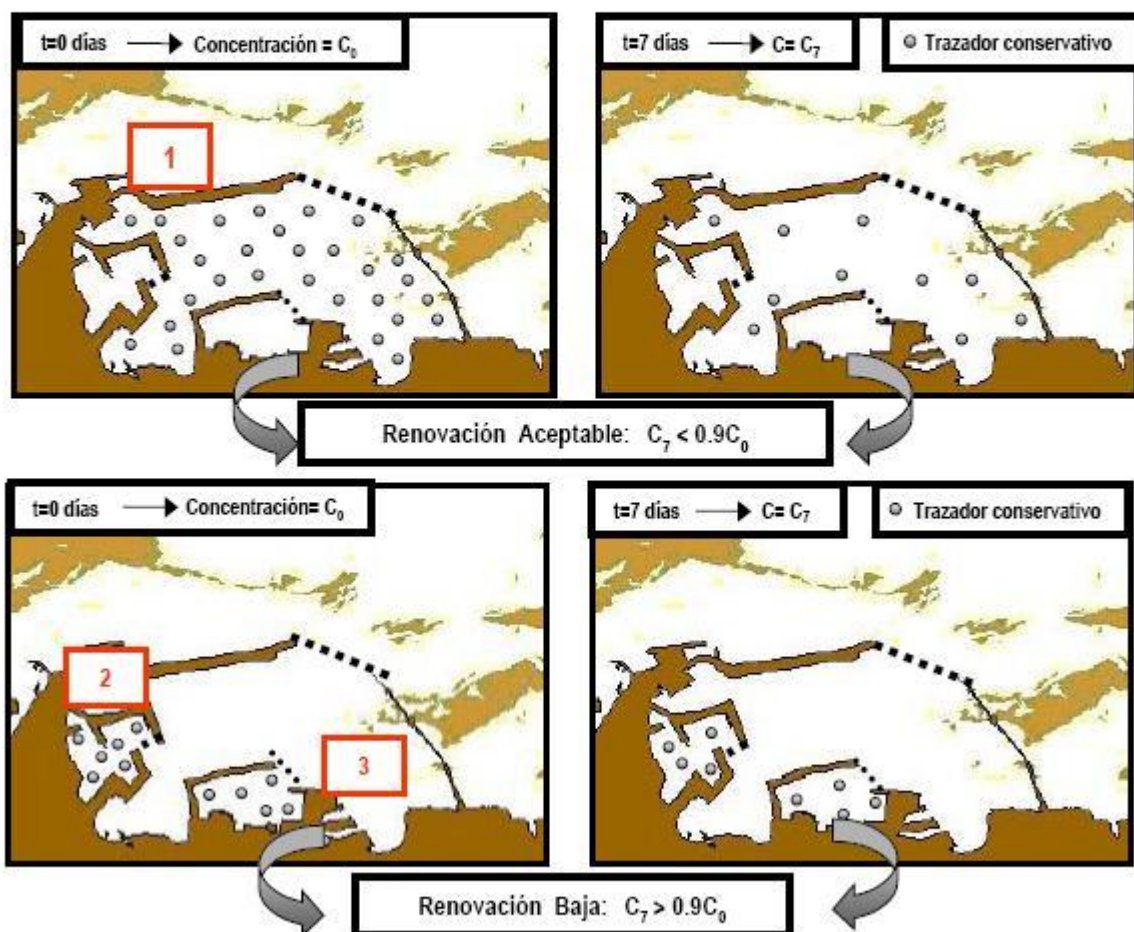 t=0 días → Concentración = C₀
t=7 días → C= C₇
Trazador conservativo
1
Renovación Aceptable: C₇ < 0.9C₀
t=0 días → Concentración= C₀
t=7 días → C= C₇
Trazador conservativo
2
3
Renovación Baja: C₇ > 0.9C₀